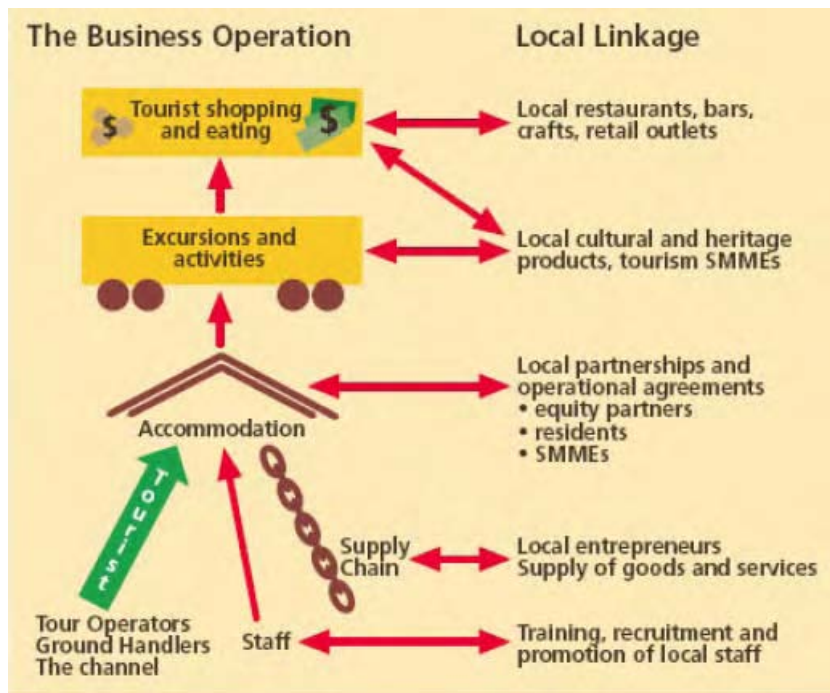 The Business Operation
Local Linkage
$
Tourist shopping
and eating
$
Local restaurants, bars,
crafts, retail outlets
Excursions and
activities
Local cultural and heritage
products, tourism SMMEs
Local partnerships and
operational agreements
• equity partners
• residents
• SMMEs
Accommodation
Tourist
Supply
Chain
Local entrepreneurs
Supply of goods and services
Tour Operators
Ground Handlers
The channel
Staff
Training, recruitment and
promotion of local staff